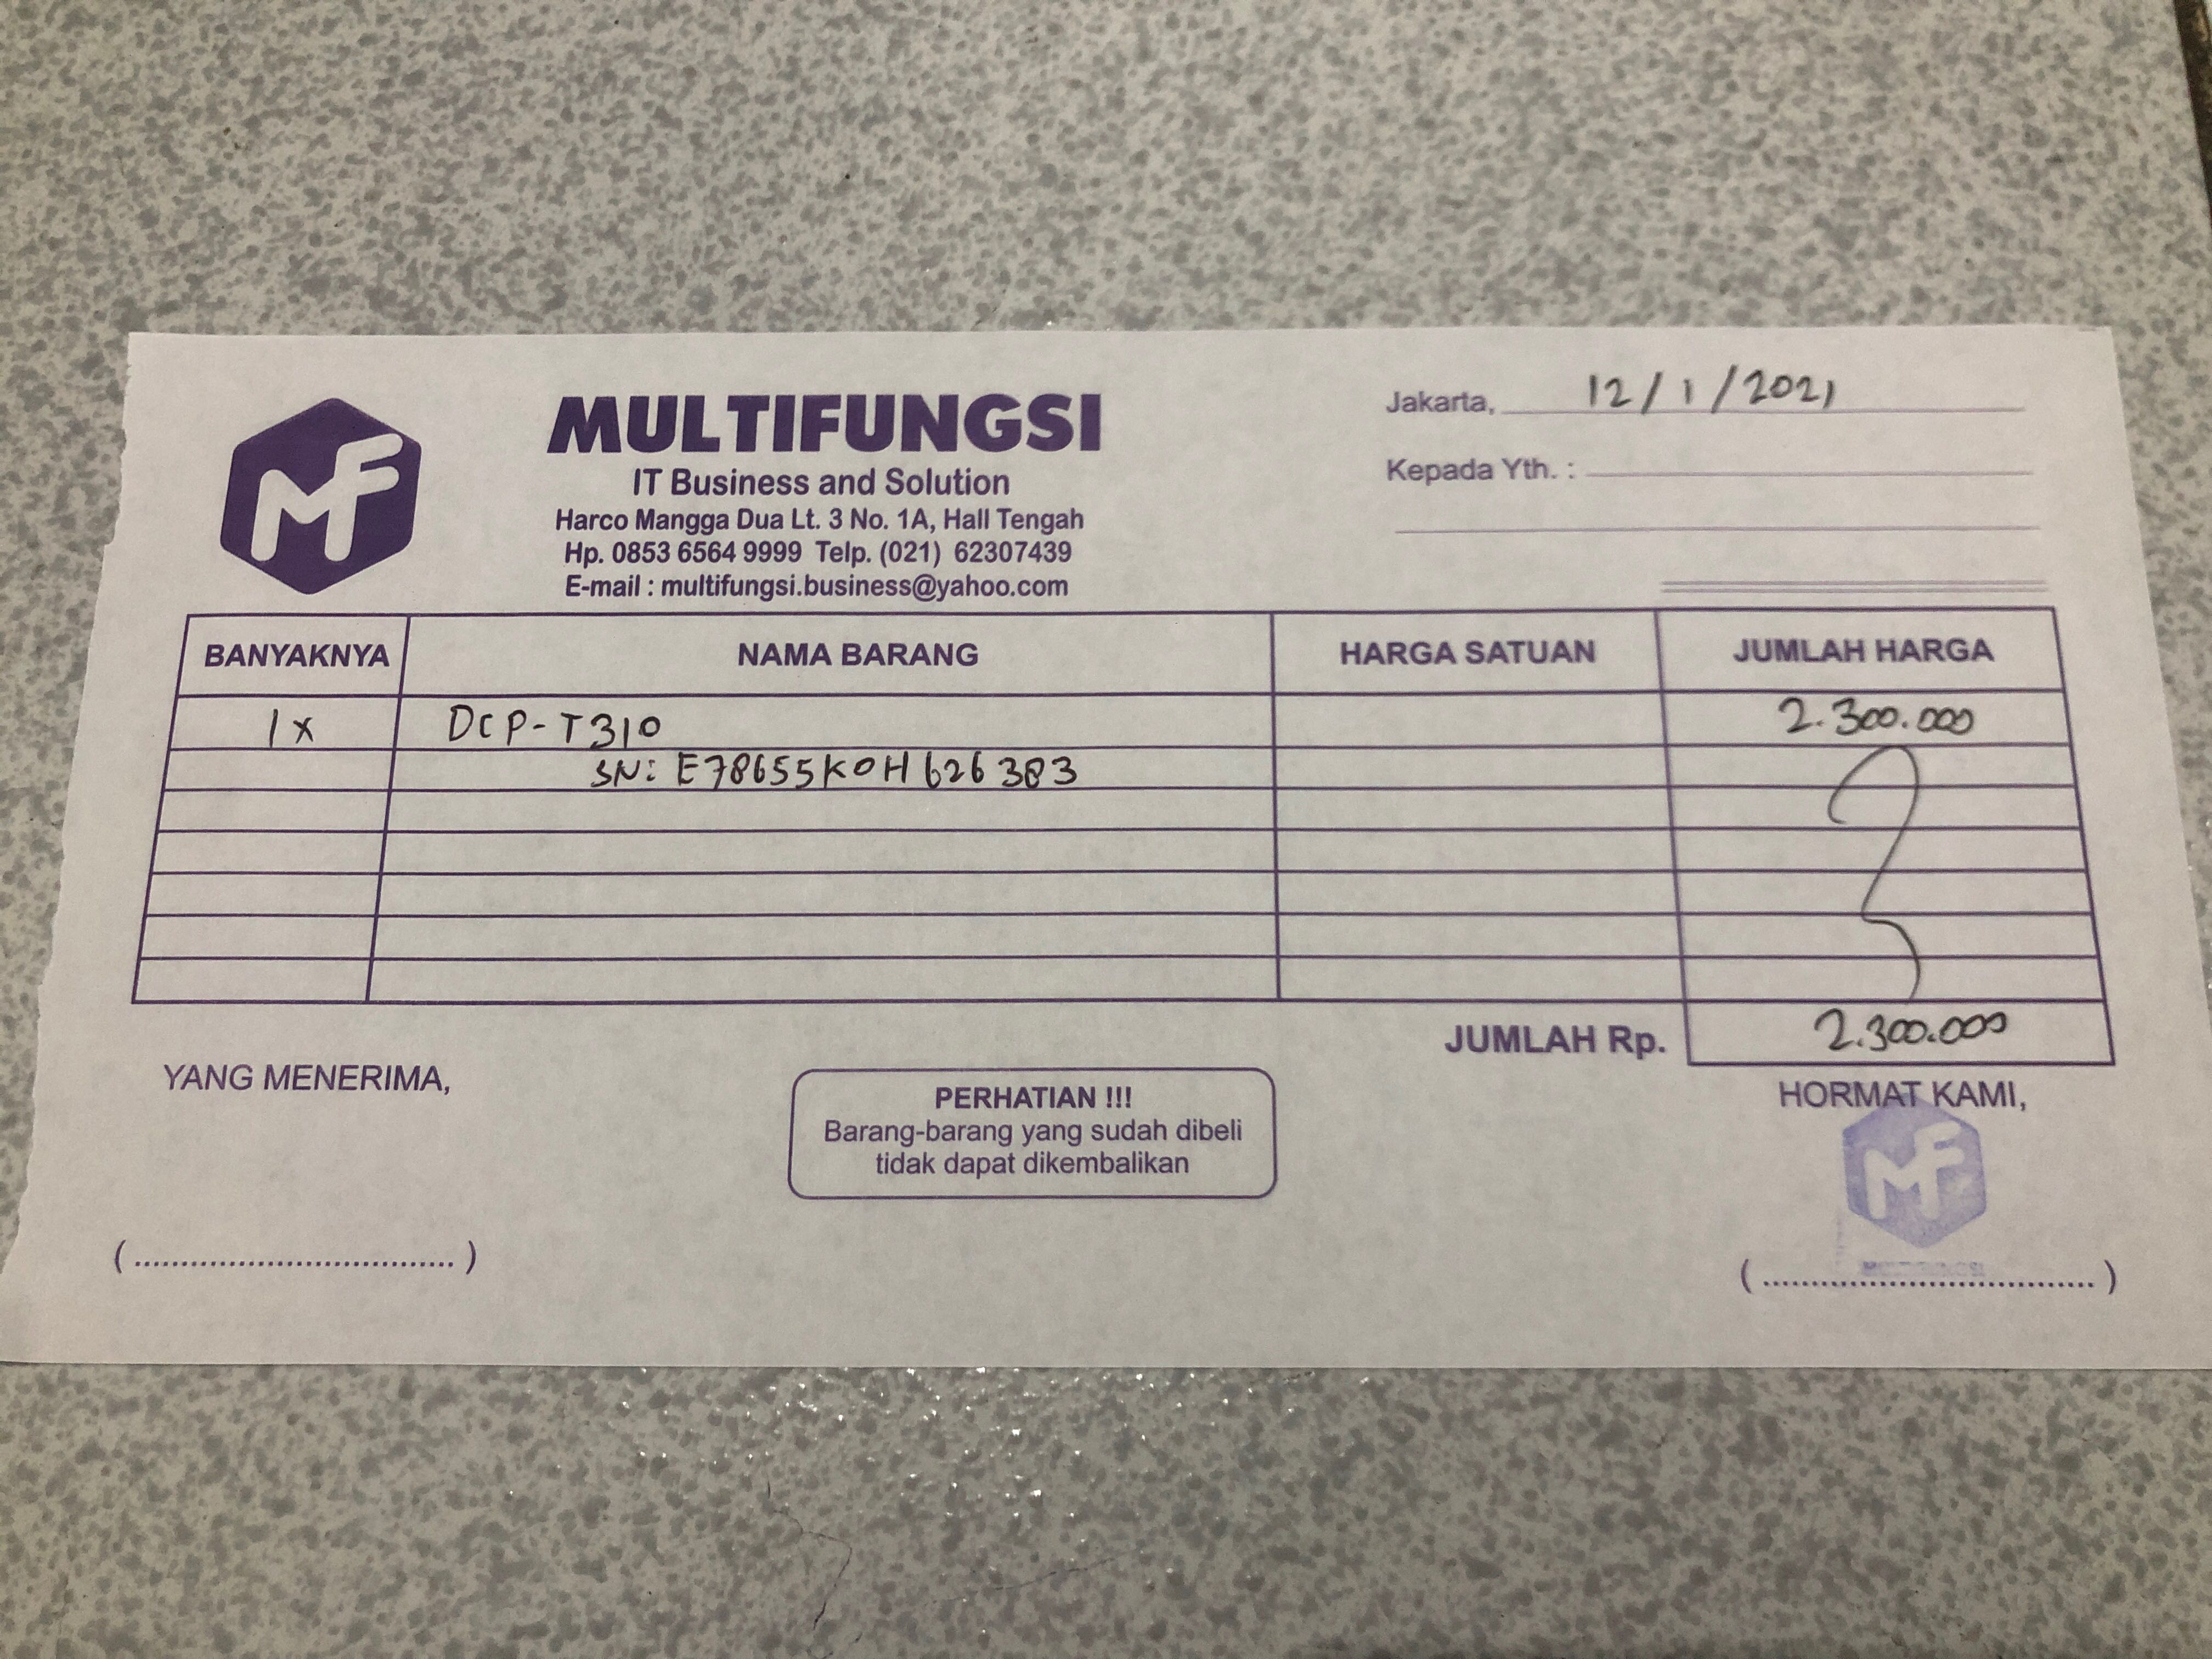 MF
MULTIFUNGSI
IT Business and Solution
Harco Mangga Dua Lt. 3 No. 1A, Hall Tengah
Hp. 0853 6564 9999 Telp. (021) 62307439
E-mail : multifungsi.business@yahoo.com
Jakarta, 12/1/2021
Kepada Yth. :
BANYAKNYA NAMA BARANG HARGA SATUAN JUMLAH HARGA
1x DCP-T310 2.300.000
SN: E78655K0H626383
JUMLAH Rp. 2.300.000
YANG MENERIMA,
PERHATIAN !!!
Barang-barang yang sudah dibeli
tidak dapat dikembalikan
HORMAT KAMI,
MF
MULTIFUNGSI
(..................................)
(..................................)